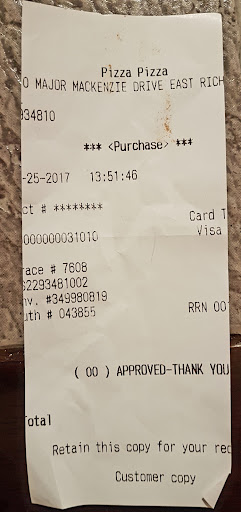 Pizza Pizza
0 MAJOR MACKENZIE DRIVE EAST RICH
334810
*** <Purchase> ***
-25-2017 13:51:46
ct # ********
Card T
000000031010 Visa
race # 7608
62293481002
nv. #349980819
uth # 043855 RRN 00
( 00 ) APPROVED-THANK YOU
Total
Retain this copy for your rec
Customer copy